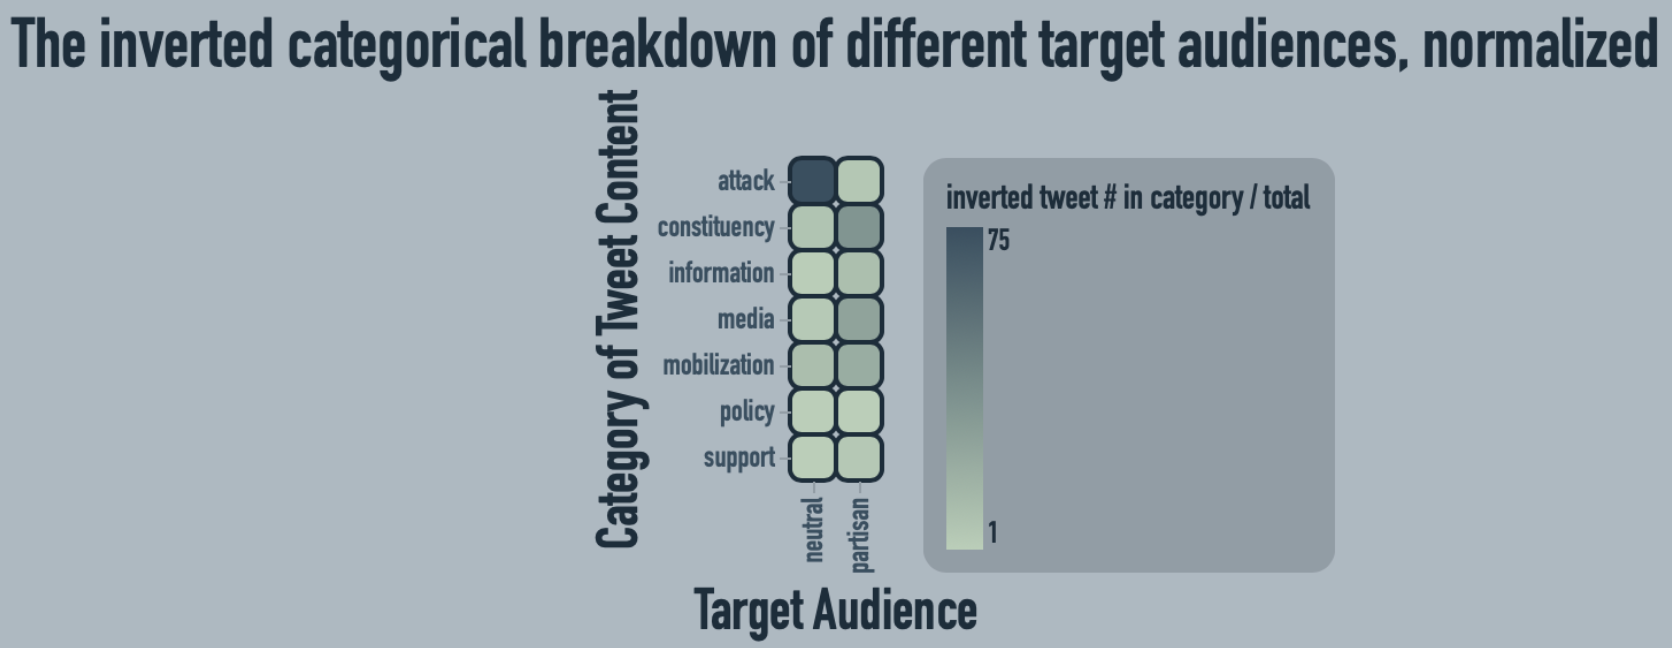 The inverted categorical breakdown of different target audiences, normalized
Category of Tweet Content
attack
constituency
information
media
mobilization
policy
support
neutral
partisan
Target Audience
inverted tweet # in category / total
75
1